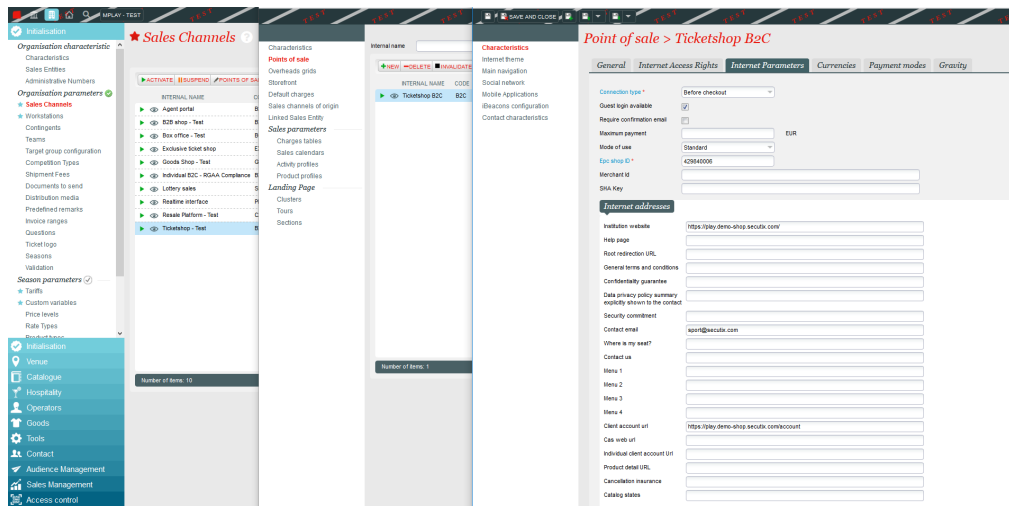 MPLAY - TEST
TEST
Initialisation
Organisation characteristic
Characteristics
Sales Entities
Administrative Numbers
Organisation parameters
Sales Channels
Workstations
Contingents
Teams
Target group configuration
Competition Types
Shipment Fees
Documents to send
Distribution media
Predefined remarks
Invoice ranges
Questions
Ticket logo
Seasons
Validation
Season parameters
Tariffs
Custom variables
Price levels
Rate Types
Product types
Initialisation
Venue
Catalogue
Hospitality
Operators
Goods
Tools
Contact
Audience Management
Sales Management
Access control
Sales Channels ?
ACTIVATE SUSPEND POINTS OF SA
INTERNAL NAME
Agent portal
B2B shop - Test
Box office - Test
Exclusive ticket shop
Goods Shop - Test
Individual B2C - RGAA Compliance
Lottery sales
Realtime interface
Resale Platform - Test
Ticketshop - Test
Number of items: 10
TEST
Characteristics
Points of sale
Overheads grids
Storefront
Default charges
Sales channels of origin
Linked Sales Entity
Sales parameters
Charges tables
Sales calendars
Activity profiles
Product profiles
Landing Page
Clusters
Tours
Sections
Internal name
NEW DELETE INVALIDATE
INTERNAL NAME CODE
Ticketshop B2C B2C
Number of items: 1
SAVE AND CLOSE
TEST TEST TEST
Characteristics
Internet theme
Main navigation
Social network
Mobile Applications
iBeacons configuration
Contact characteristics
Point of sale > Ticketshop B2C
General Internet Access Rights Internet Parameters Currencies Payment modes Gravity
Connection type * Before checkout
Guest login available
Require confirmation email
Maximum payment EUR
Mode of use Standard
Epc shop ID * 429840006
Merchant Id
SHA Key
Internet addresses
Institution website https://play.demo-shop.secutix.com/
Help page
Root redirection URL
General terms and conditions
Confidentiality guarantee
Data privacy policy summary
explicitly shown to the contact
Security commitment
Contact email sport@secutix.com
Where is my seat?
Contact us
Menu 1
Menu 2
Menu 3
Menu 4
Client account url https://play.demo-shop.secutix.com/account
Cas web url
Individual client account Url
Product detail URL
Cancellation insurance
Catalog states